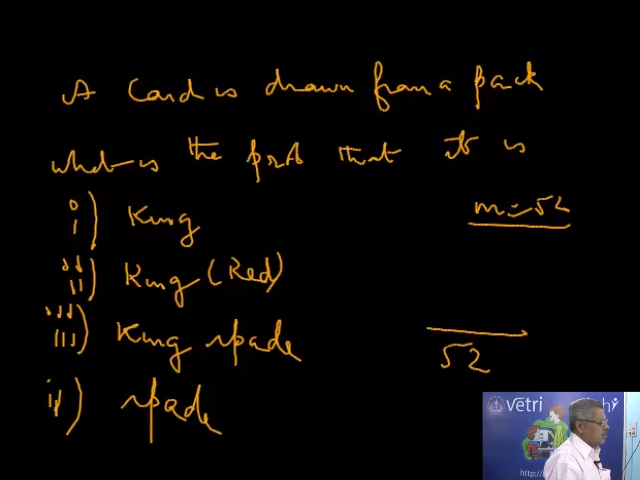 A Card is drawn from a pack
what is the prob that it is
i) King
n = 52
ii) King (Red)
iii) King spade
52
iv) spade
Vetri
http:/